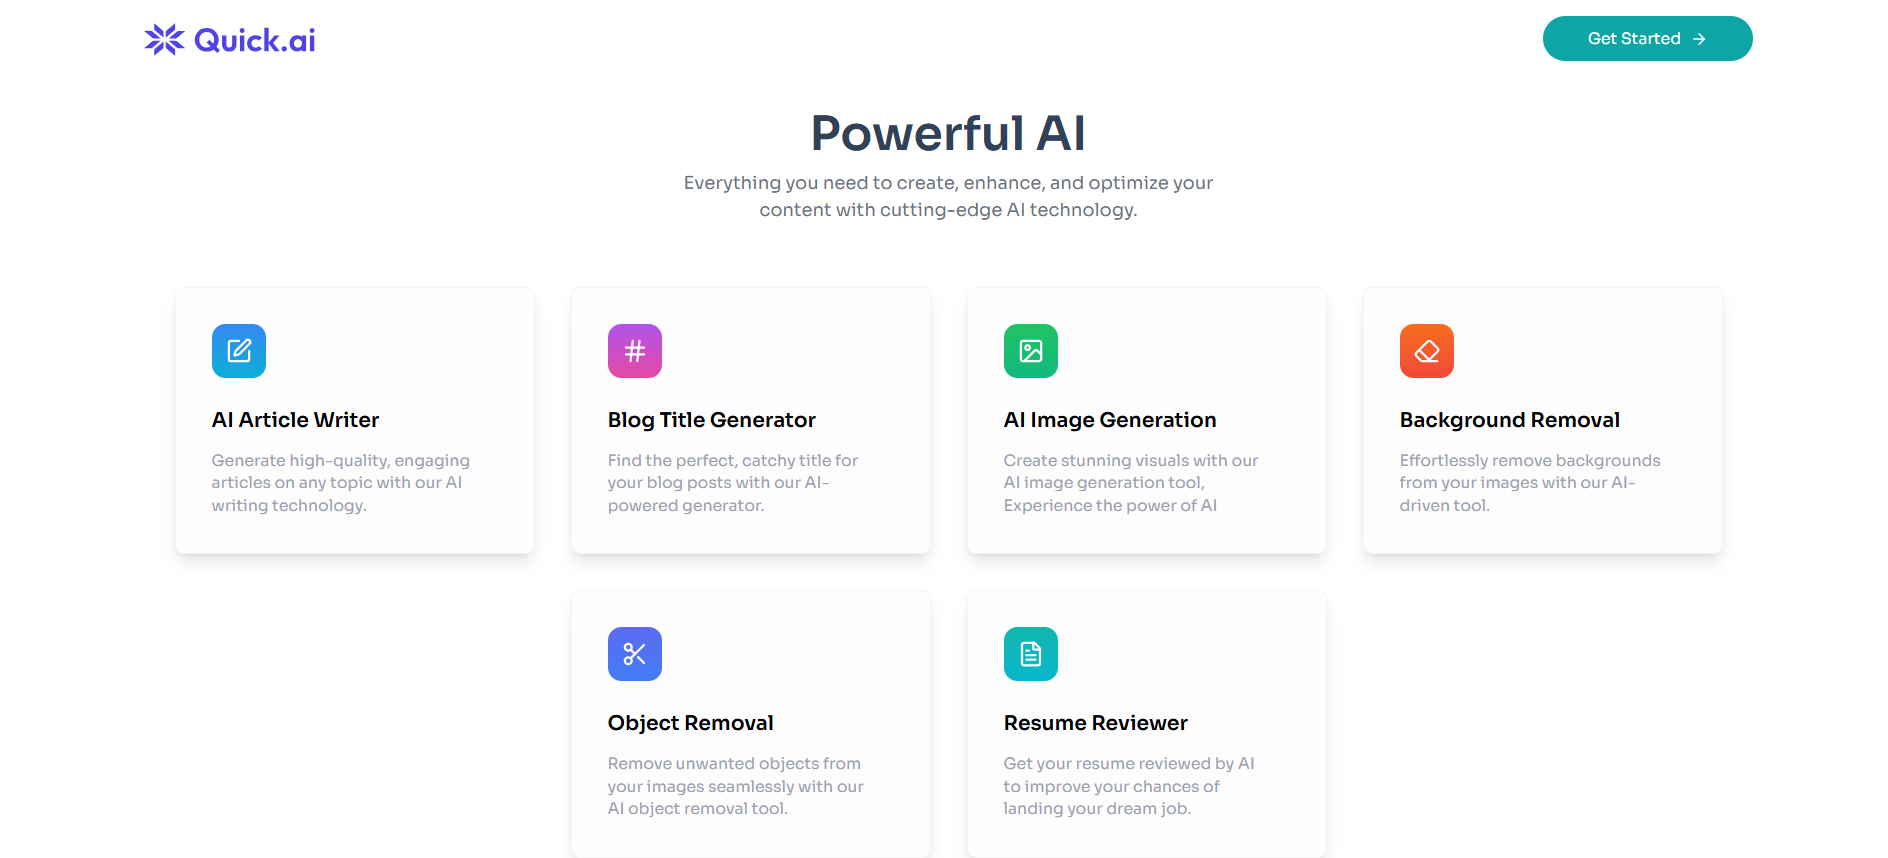 Quick.ai
Get Started
Powerful AI
Everything you need to create, enhance, and optimize your
content with cutting-edge AI technology.
AI Article Writer
Generate high-quality, engaging
articles on any topic with our AI
writing technology.
Blog Title Generator
Find the perfect, catchy title for
your blog posts with our AI-
powered generator.
AI Image Generation
Create stunning visuals with our
AI image generation tool,
Experience the power of AI
Background Removal
Effortlessly remove backgrounds
from your images with our AI-
driven tool.
Object Removal
Remove unwanted objects from
your images seamlessly with our
AI object removal tool.
Resume Reviewer
Get your resume reviewed by AI
to improve your chances of
landing your dream job.